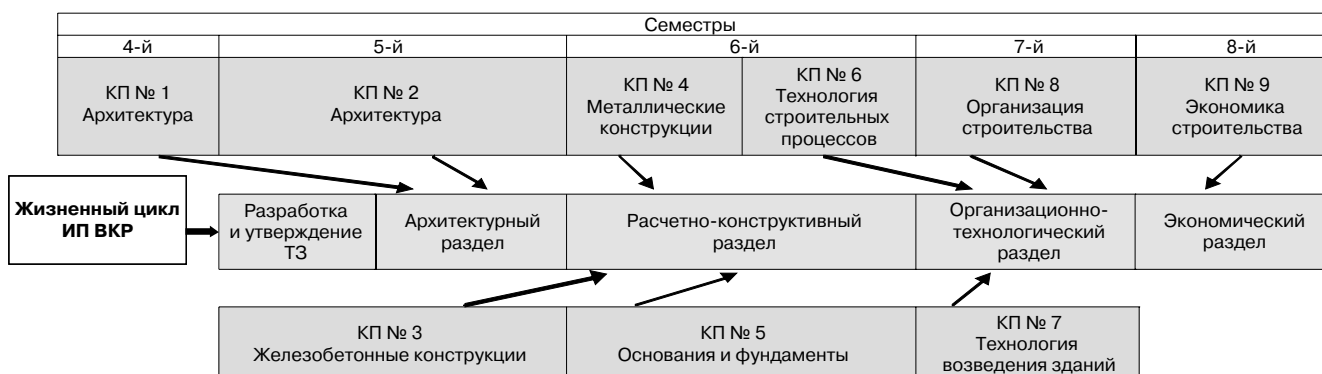 Семестры
4-й
5-й
6-й
7-й
8-й
КП № 1
Архитектура
КП № 2
Архитектура
КП № 4
Металлические
конструкции
КП № 6
Технология
строительных
процессов
КП № 8
Организация
строительства
КП № 9
Экономика
строительства
Жизненный цикл
ИП ВКР
Разработка
и утверждение
ТЗ
Архитектурный
раздел
Расчетно-конструктивный
раздел
Организационно-
технологический
раздел
Экономический
раздел
КП № 3
Железобетонные конструкции
КП № 5
Основания и фундаменты
КП № 7
Технология
возведения зданий